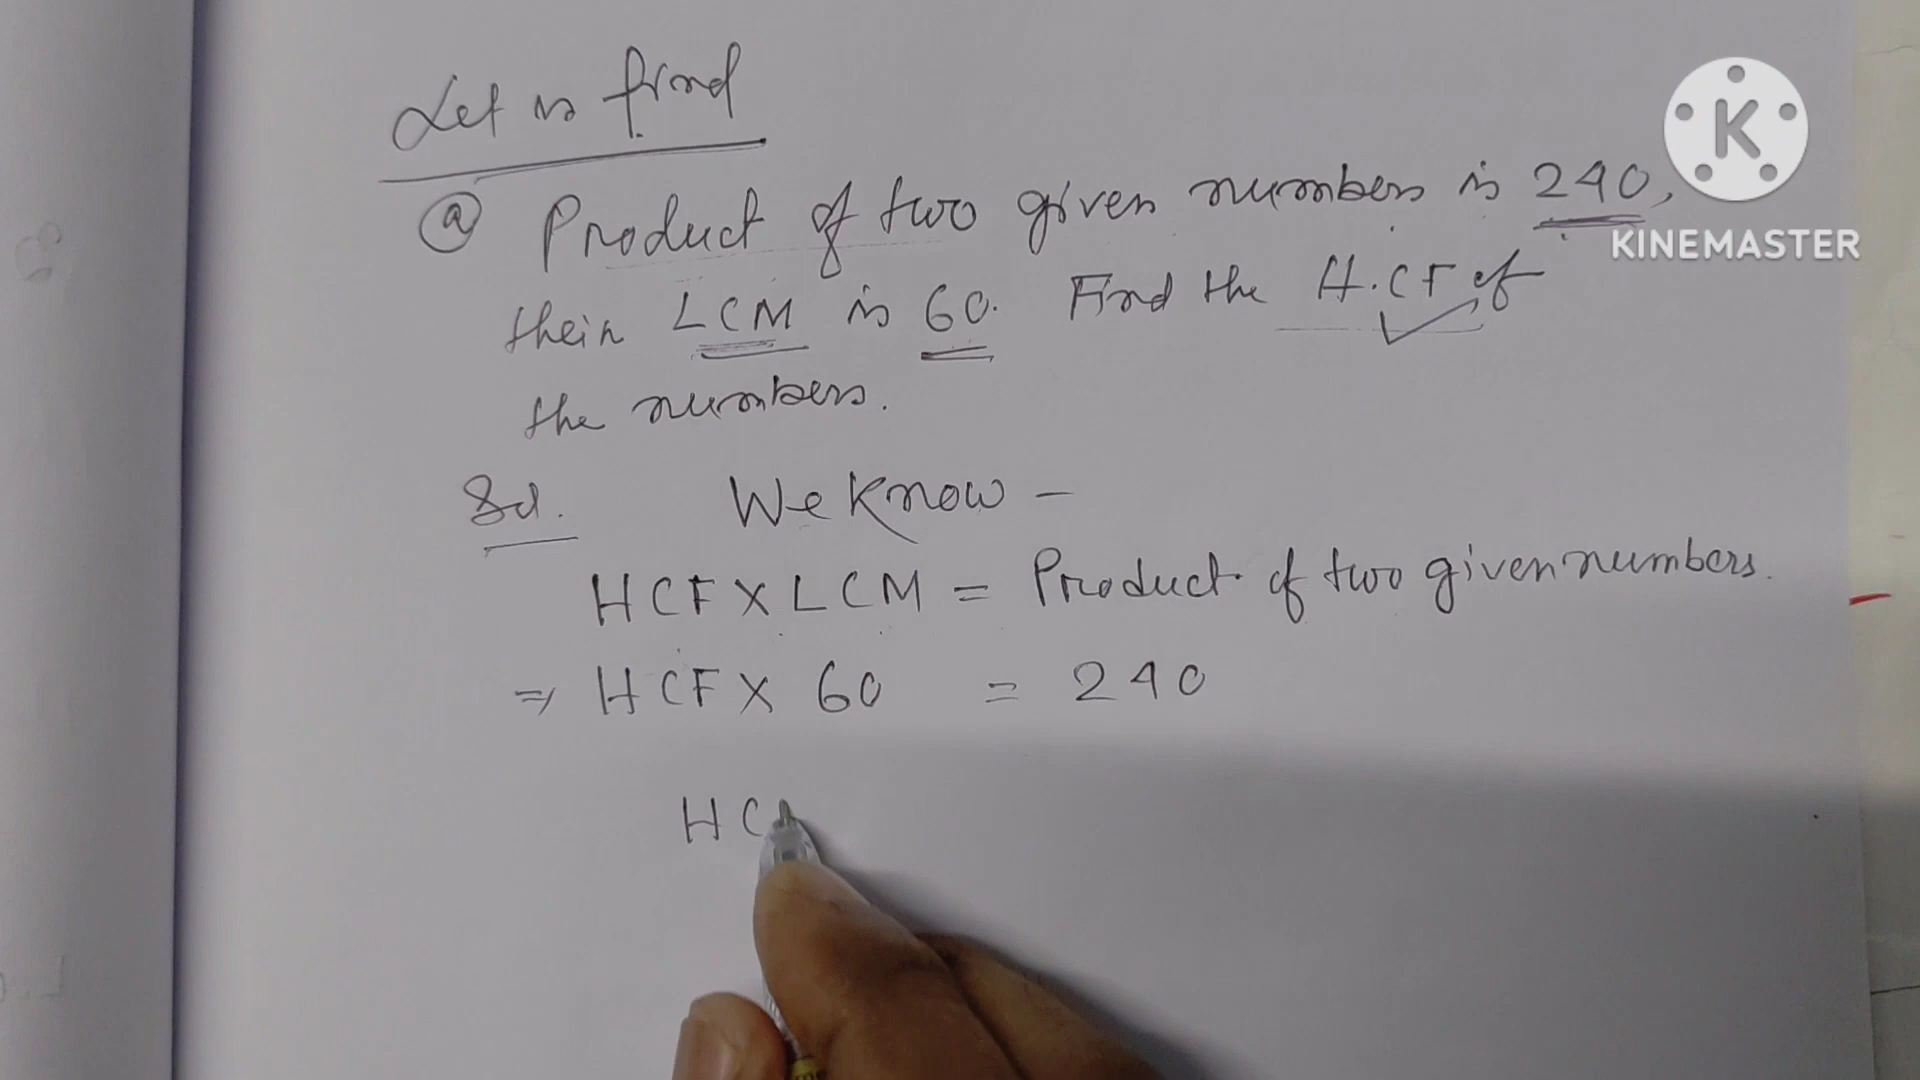 Let us find
K
KINEMASTER
(a) Product of two given numbers is 240,
their LCM is 60. Find the H.CF of
the numbers.
Sol. We know -
HCF X LCM = Product of two given numbers.
⇒ HCF X 60 = 240
HC